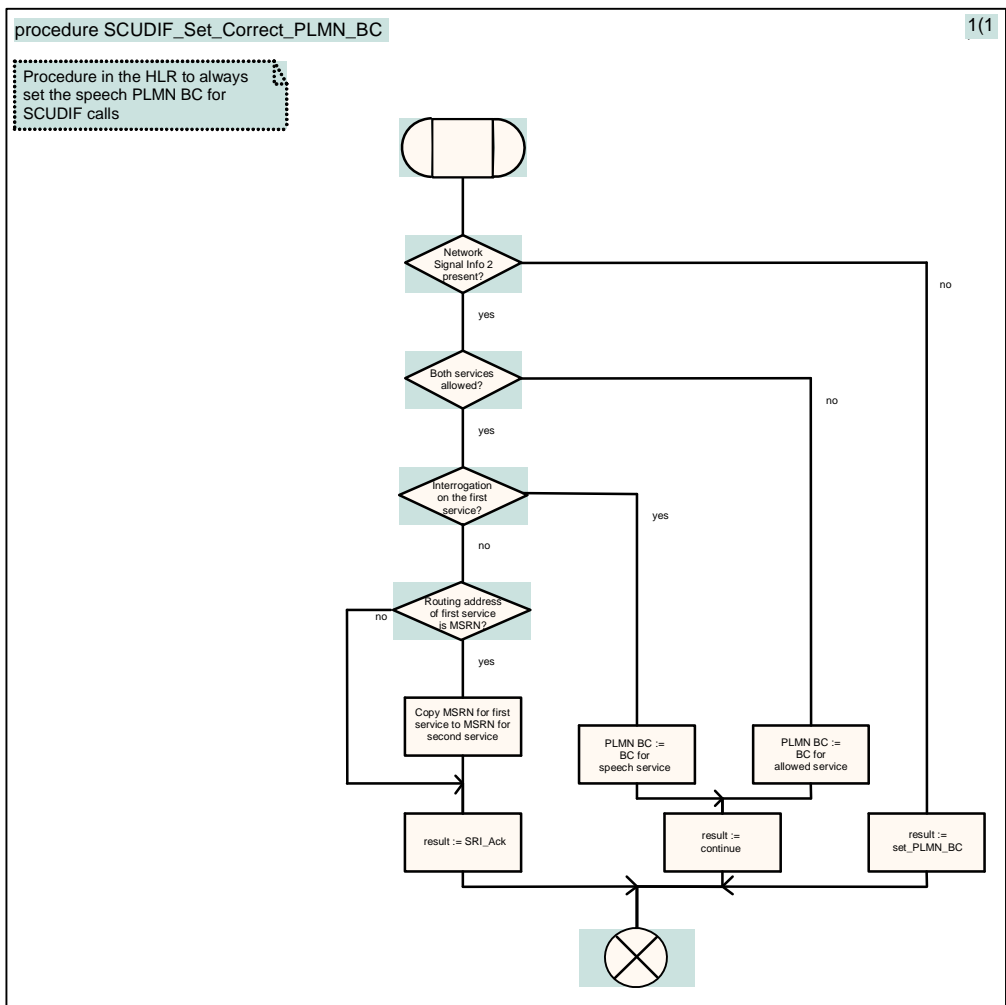 procedure SCUDIF_Set_Correct_PLMN_BC
1(1
Procedure in the HLR to always
set the speech PLMN BC for
SCUDIF calls
Network
Signal Info 2
present?
no
yes
Both services
allowed?
no
yes
Interrogation
on the first
service?
yes
no
Routing address
of first service
is MSRN?
no
yes
Copy MSRN for first
service to MSRN for
second service
PLMN BC :=
BC for
speech service
PLMN BC :=
BC for
allowed service
result := SRI_Ack
result :=
continue
result :=
set_PLMN_BC